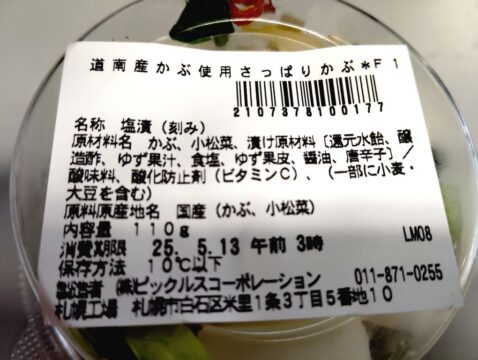 道南産かぶ使用さっぱりかぶ*F1
2107378100177
名称 塩漬(刻み)
原材料名 かぶ、小松菜、漬け原材料〔還元水飴、醸
造酢、ゆず果汁、食塩、ゆず果皮、醤油、唐辛子〕/
酸味料、酸化防止剤(ビタミンC)、(一部に小麦・
大豆を含む)
原料原産地名 国産(かぶ、小松菜)
内容量 110g
消費期限 25. 5.13 午前 3時 LM08
保存方法 10℃以下
製造者 ㈱ピックルスコーポレーション 011-871-0255
札幌工場 札幌市白石区米里1条3丁目5番地10